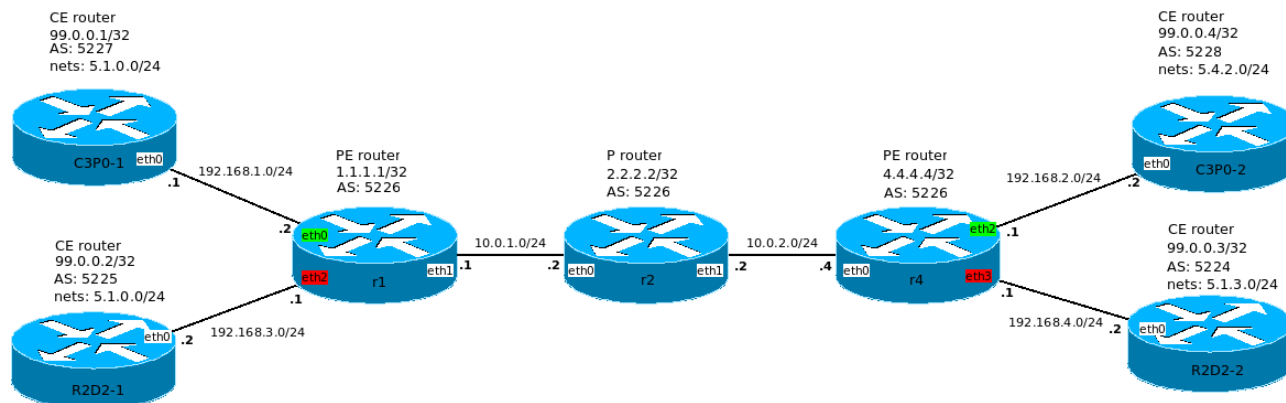 CE router
99.0.0.1/32
AS: 5227
nets: 5.1.0.0/24
eth0
C3P0-1
.1
192.168.1.0/24
CE router
99.0.0.2/32
AS: 5225
nets: 5.1.0.0/24
eth0
R2D2-1
.2
192.168.3.0/24
PE router
1.1.1.1/32
AS: 5226
.2
eth0
eth2
.1
eth1
r1
.1
10.0.1.0/24
.2
P router
2.2.2.2/32
AS: 5226
eth0
eth1
r2
.2
10.0.2.0/24
.4
PE router
4.4.4.4/32
AS: 5226
eth2
.1
eth0
eth3
r4
.1
192.168.2.0/24
.2
CE router
99.0.0.4/32
AS: 5228
nets: 5.4.2.0/24
eth0
C3P0-2
192.168.4.0/24
.2
CE router
99.0.0.3/32
AS: 5224
nets: 5.1.3.0/24
eth0
R2D2-2